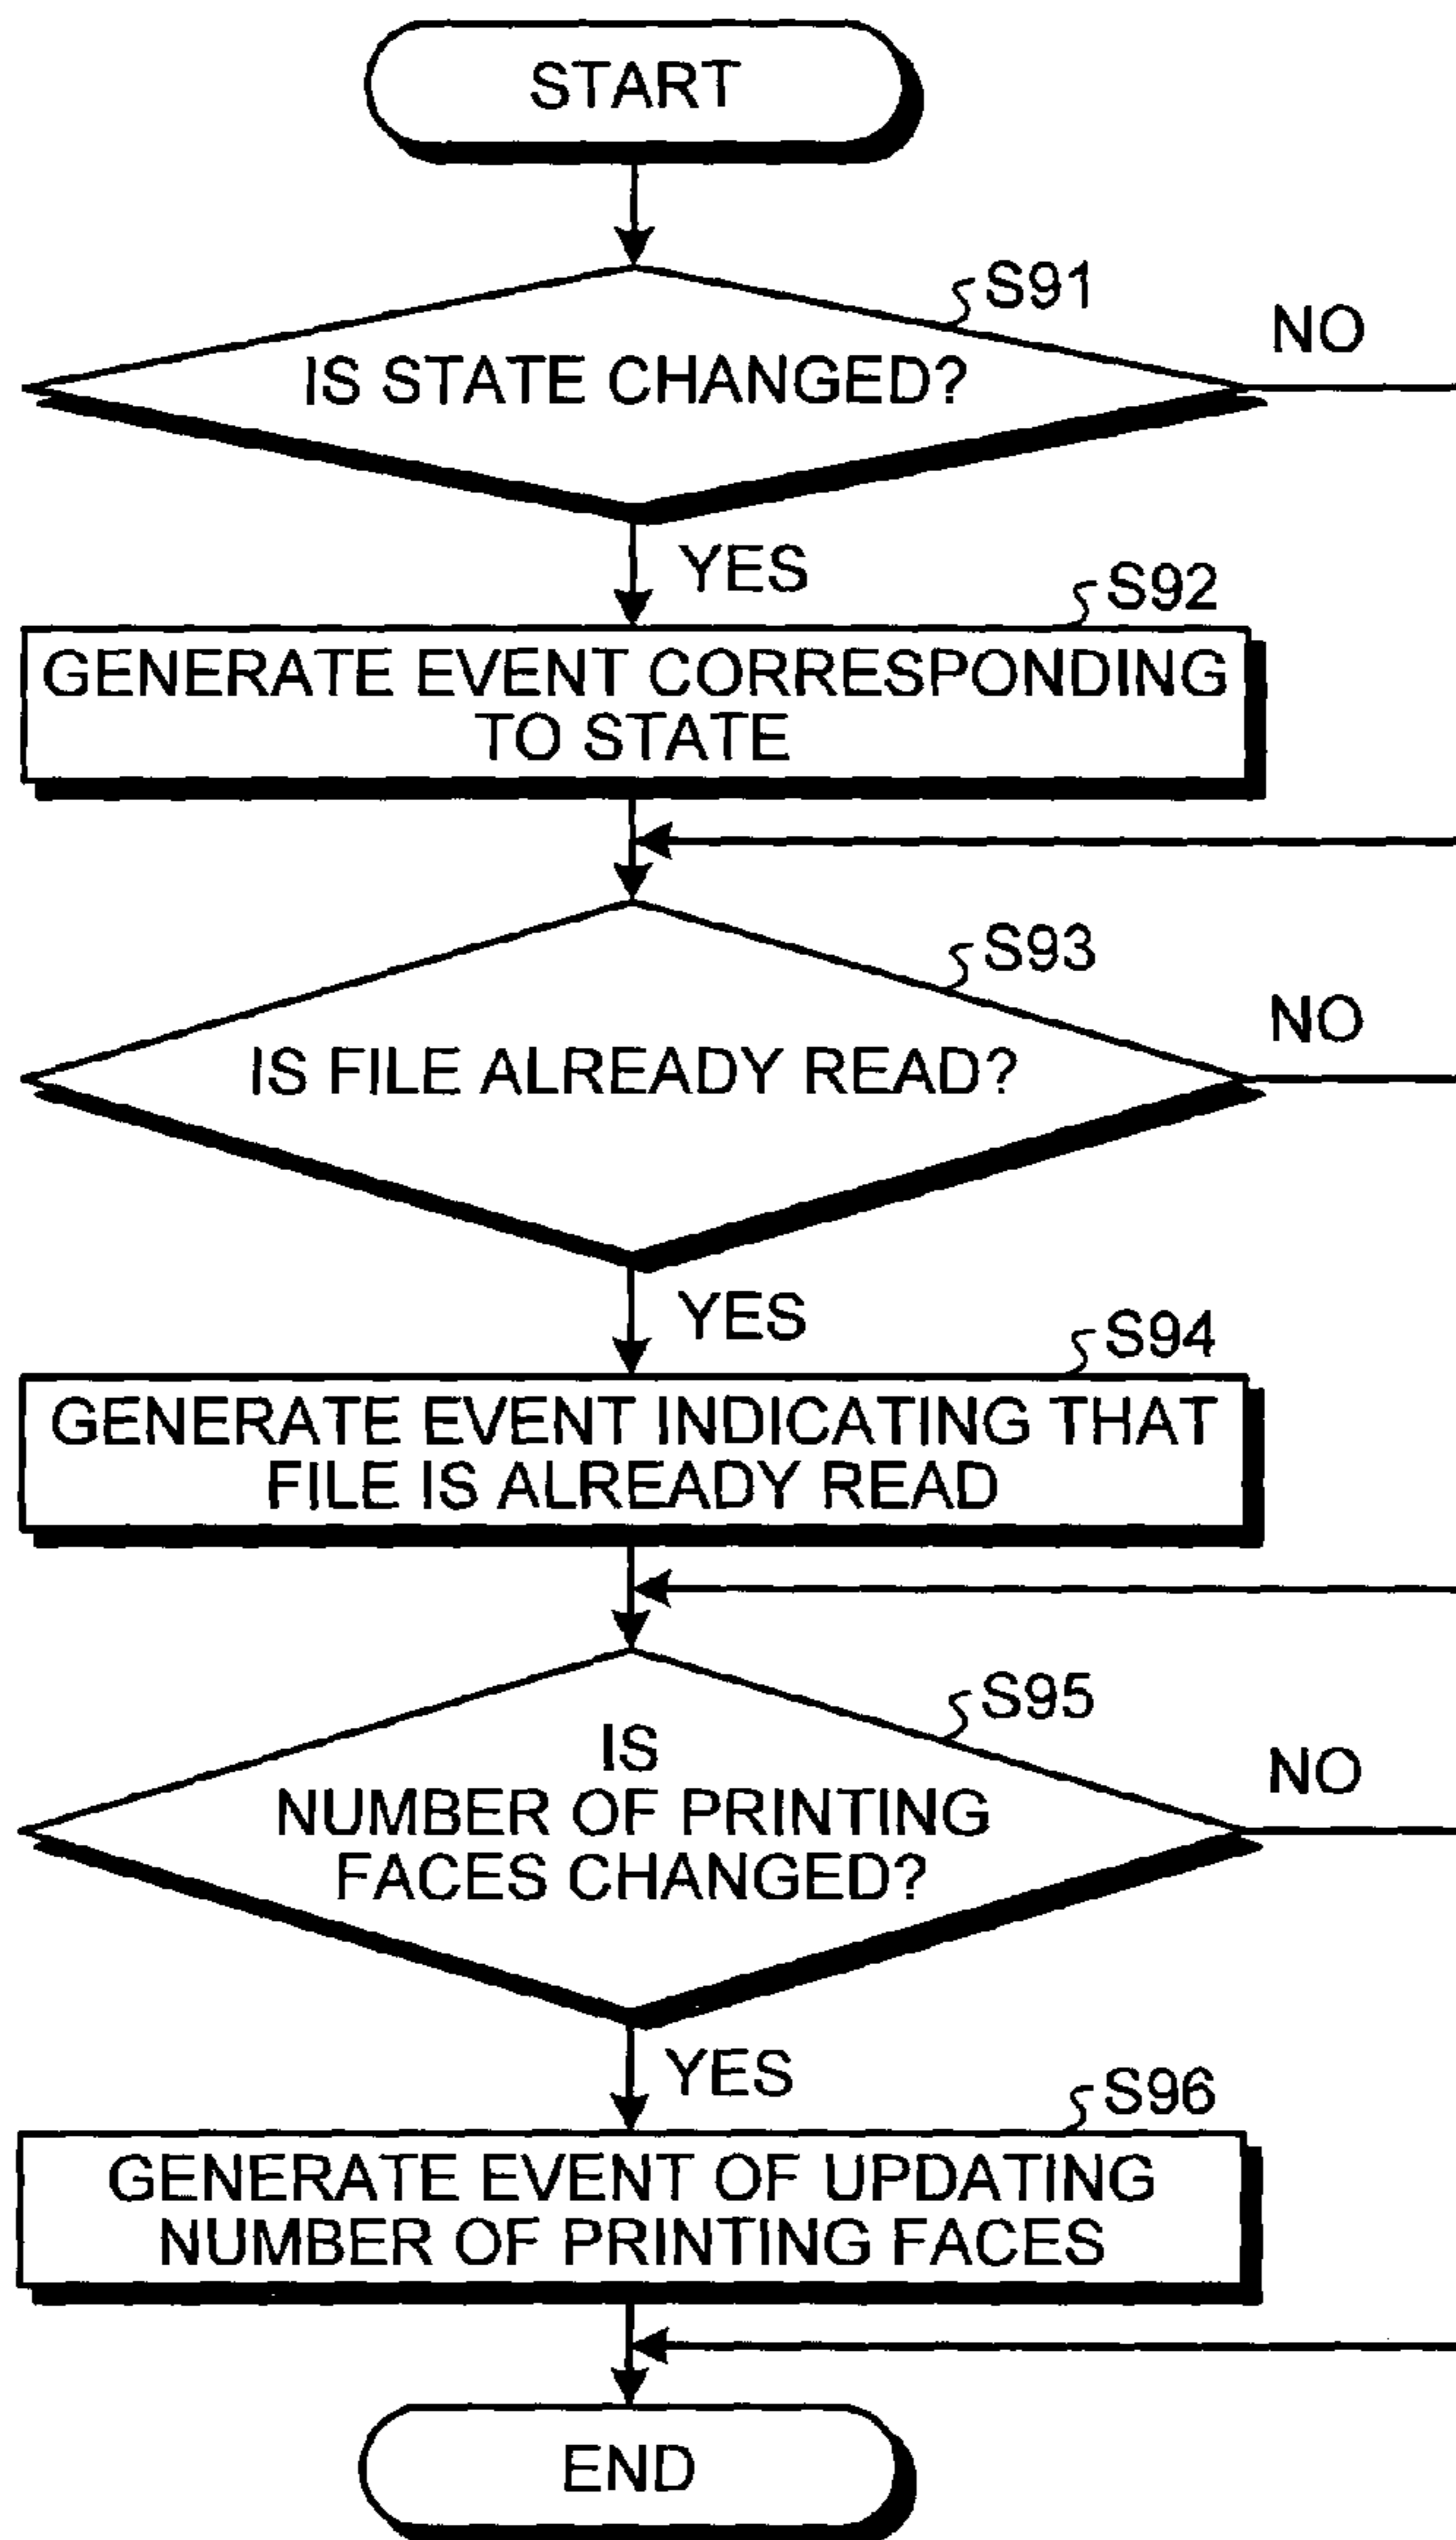 START
S91
IS STATE CHANGED?
NO
YES
S92
GENERATE EVENT CORRESPONDING
TO STATE
S93
IS FILE ALREADY READ?
NO
YES
S94
GENERATE EVENT INDICATING THAT
FILE IS ALREADY READ
S95
IS
NUMBER OF PRINTING
FACES CHANGED?
NO
YES
S96
GENERATE EVENT OF UPDATING
NUMBER OF PRINTING FACES
END